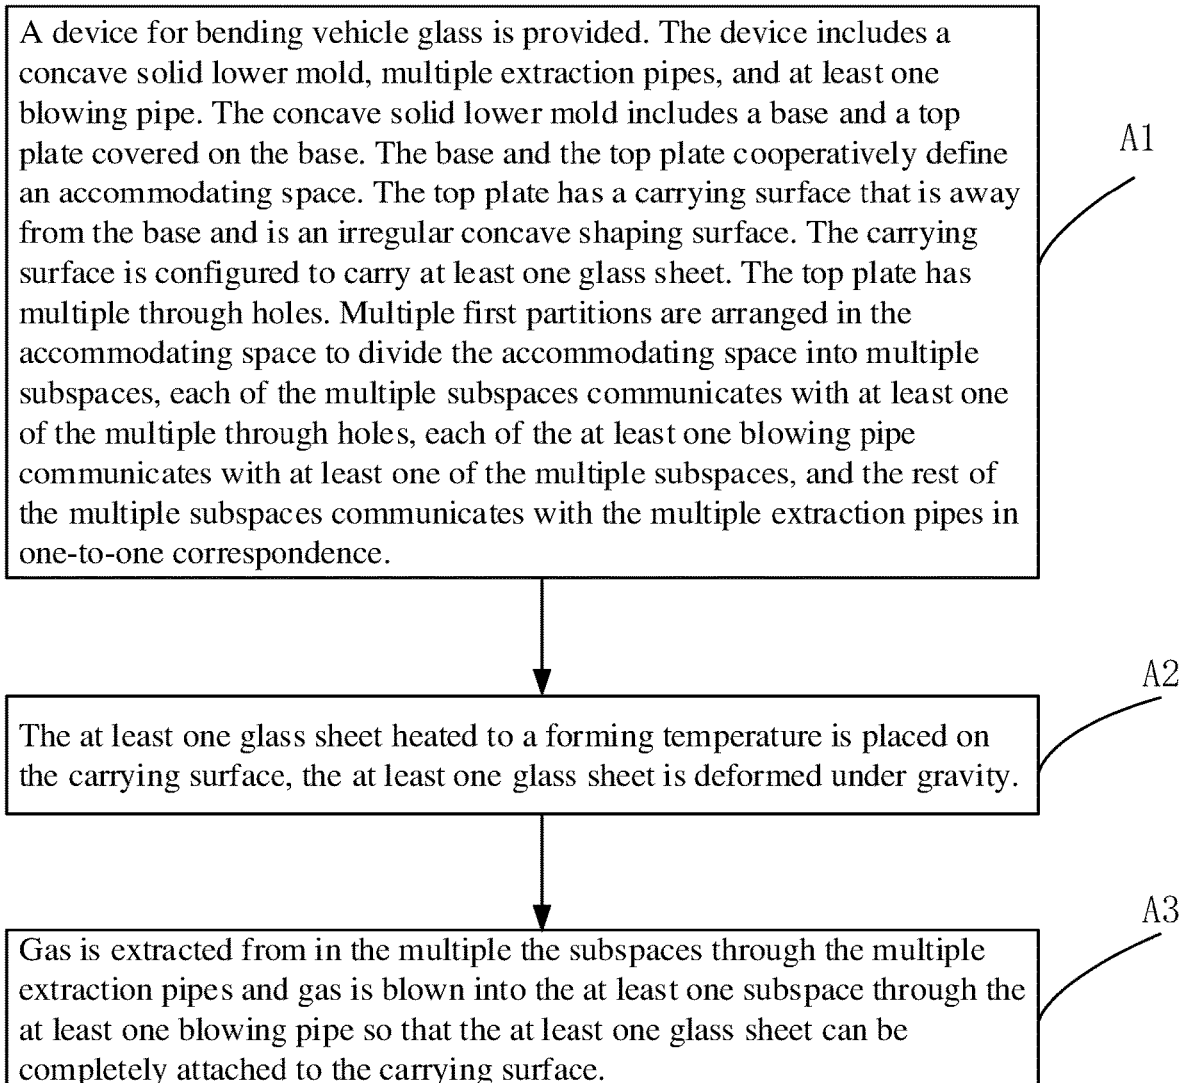 A device for bending vehicle glass is provided. The device includes a
concave solid lower mold, multiple extraction pipes, and at least one
blowing pipe. The concave solid lower mold includes a base and a top
plate covered on the base. The base and the top plate cooperatively define
an accommodating space. The top plate has a carrying surface that is away
from the base and is an irregular concave shaping surface. The carrying
surface is configured to carry at least one glass sheet. The top plate has
multiple through holes. Multiple first partitions are arranged in the
accommodating space to divide the accommodating space into multiple
subspaces, each of the multiple subspaces communicates with at least one
of the multiple through holes, each of the at least one blowing pipe
communicates with at least one of the multiple subspaces, and the rest of
the multiple subspaces communicates with the multiple extraction pipes in
one-to-one correspondence.
A1
The at least one glass sheet heated to a forming temperature is placed on
the carrying surface, the at least one glass sheet is deformed under gravity.
A2
Gas is extracted from in the multiple the subspaces through the multiple
extraction pipes and gas is blown into the at least one subspace through the
at least one blowing pipe so that the at least one glass sheet can be
completely attached to the carrying surface.
A3